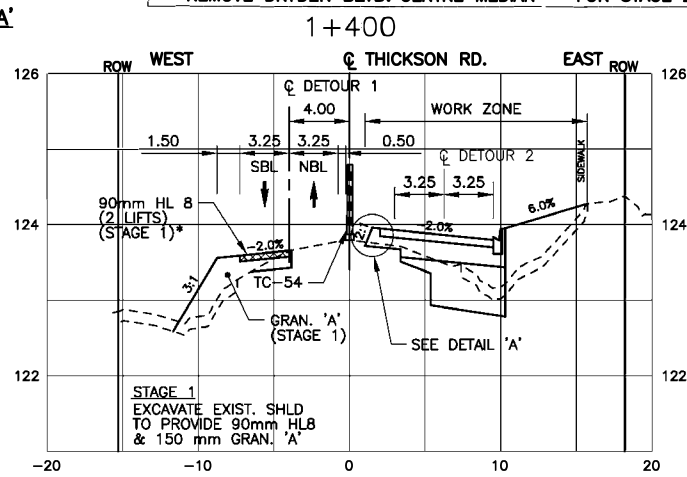 A'
REMOVE DRYDEN BLVD. CENTRE MEDIAN
FOR STAGE
1+400
ROW WEST ℄ THICKSON RD. EAST ROW
126 126
℄ DETOUR 1
4.00 WORK ZONE
1.50 3.25 3.25 0.50
SBL NBL
℄ DETOUR 2
3.25 3.25
SIDEWALK
90mm HL 8
(2 LIFTS)
(STAGE 1)*
6.0%
124 124
-2.0% -2.0%
3:1
TC-54
GRAN. 'A'
(STAGE 1)
SEE DETAIL 'A'
122 122
STAGE 1
EXCAVATE EXIST. SHLD
TO PROVIDE 90mm HL8
& 150 mm GRAN. 'A'
-20 -10 0 10 20